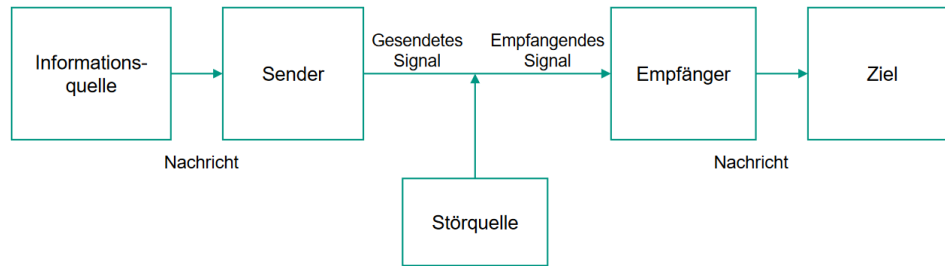 Informations-
quelle
Sender
Gesendetes
Signal
Empfangendes
Signal
Empfänger
Ziel
Nachricht
Nachricht
Störquelle